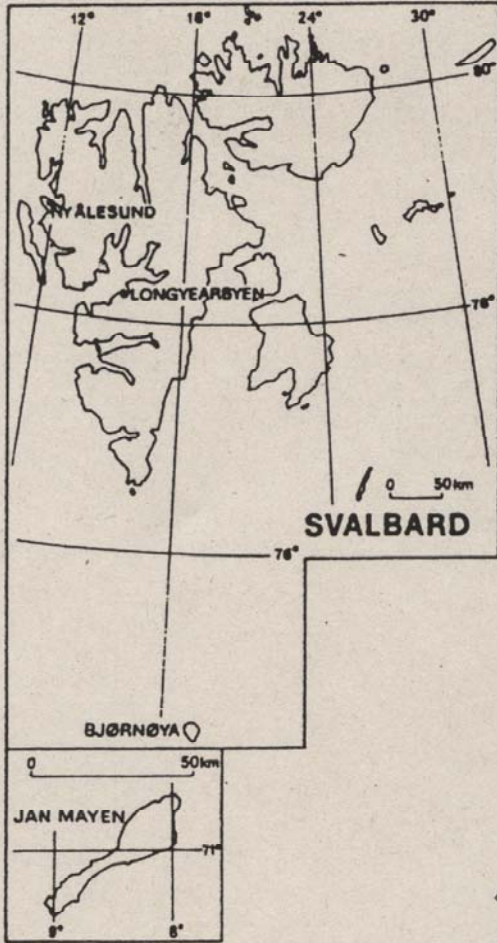 12° 18° 24° 30°
80°
NYÅLESUND
LONGYEARBYEN
78°
0 50km
SVALBARD
76°
BJØRNØYA
0 50km
JAN MAYEN
71°
9° 8°